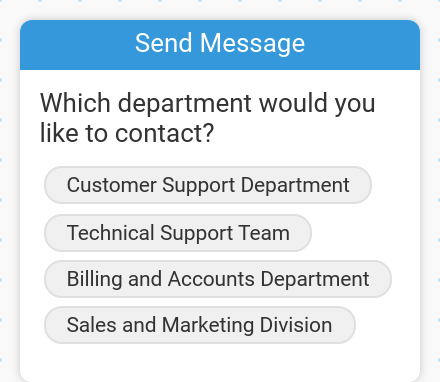 Send Message
Which department would you
like to contact?
Customer Support Department
Technical Support Team
Billing and Accounts Department
Sales and Marketing Division